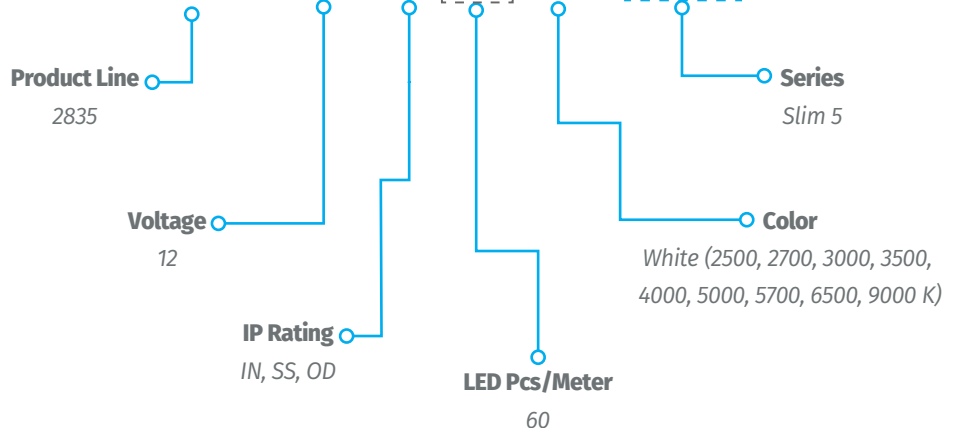 Product Line
2835
Series
Slim 5
Voltage
12
Color
White (2500, 2700, 3000, 3500,
4000, 5000, 5700, 6500, 9000 K)
IP Rating
IN, SS, OD
LED Pcs/Meter
60